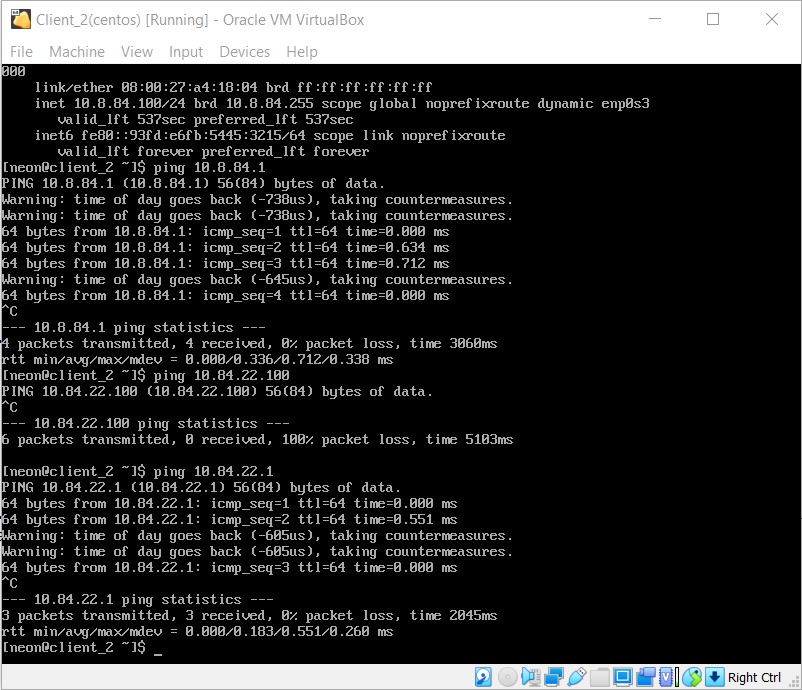 Client_2(centos) [Running] - Oracle VM VirtualBox
File Machine View Input Devices Help
000
link/ether 08:00:27:a4:18:04 brd ff:ff:ff:ff:ff:ff
inet 10.8.84.100/24 brd 10.8.84.255 scope global noprefixroute dynamic enp0s3
valid_lft 537sec preferred_lft 537sec
inet6 fe80::93fd:e6fb:5445:3215/64 scope link noprefixroute
valid_lft forever preferred_lft forever
[neon@client_2 ~]$ ping 10.8.84.1
PING 10.8.84.1 (10.8.84.1) 56(84) bytes of data.
Warning: time of day goes back (-738us), taking countermeasures.
Warning: time of day goes back (-738us), taking countermeasures.
64 bytes from 10.8.84.1: icmp_seq=1 ttl=64 time=0.000 ms
64 bytes from 10.8.84.1: icmp_seq=2 ttl=64 time=0.634 ms
64 bytes from 10.8.84.1: icmp_seq=3 ttl=64 time=0.712 ms
Warning: time of day goes back (-645us), taking countermeasures.
64 bytes from 10.8.84.1: icmp_seq=4 ttl=64 time=0.000 ms
^C
--- 10.8.84.1 ping statistics ---
4 packets transmitted, 4 received, 0% packet loss, time 3060ms
rtt min/avg/max/mdev = 0.000/0.336/0.712/0.338 ms
[neon@client_2 ~]$ ping 10.84.22.100
PING 10.84.22.100 (10.84.22.100) 56(84) bytes of data.
^C
--- 10.84.22.100 ping statistics ---
6 packets transmitted, 0 received, 100% packet loss, time 5103ms
[neon@client_2 ~]$ ping 10.84.22.1
PING 10.84.22.1 (10.84.22.1) 56(84) bytes of data.
64 bytes from 10.84.22.1: icmp_seq=1 ttl=64 time=0.000 ms
64 bytes from 10.84.22.1: icmp_seq=2 ttl=64 time=0.551 ms
Warning: time of day goes back (-605us), taking countermeasures.
Warning: time of day goes back (-605us), taking countermeasures.
64 bytes from 10.84.22.1: icmp_seq=3 ttl=64 time=0.000 ms
^C
--- 10.84.22.1 ping statistics ---
3 packets transmitted, 3 received, 0% packet loss, time 2045ms
rtt min/avg/max/mdev = 0.000/0.183/0.551/0.260 ms
[neon@client_2 ~]$ _
Right Ctrl